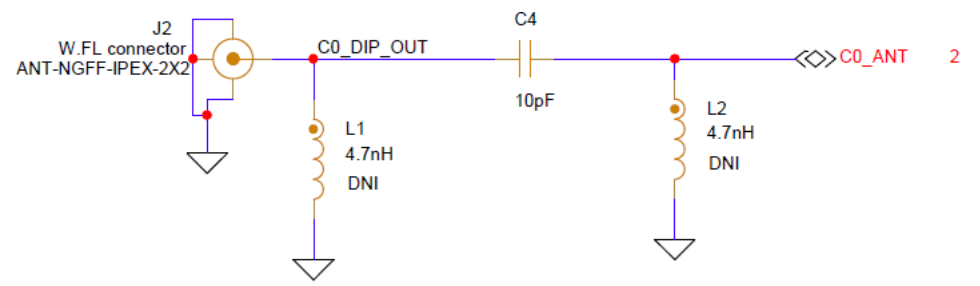 J2
W.FL connector
ANT-NGFF-IPEX-2X2
C0_DIP_OUT
C4
10pF
C0_ANT 2
L1
4.7nH
DNI
L2
4.7nH
DNI